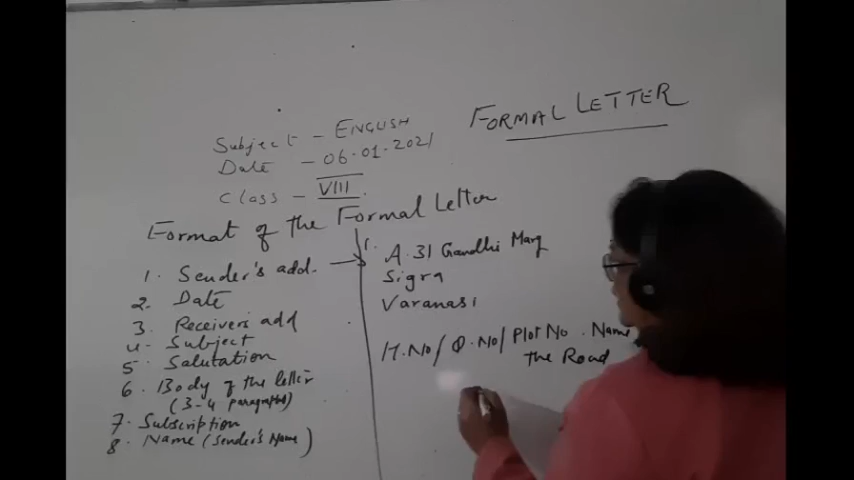 FORMAL LETTER
Subject - ENGLISH
Date - 06.01.2021
Class - VIII.
Format of the Formal Letter
1. Sender's add. →
2. Date
3. Receivers add
4. Subject
5. Salutation
6. Body of the letter
(3-4 paragraphs)
7. Subscription
8. Name (Sender's Name)
1. A.31 Gandhi Marg
Sigra
Varanasi
H.No/ Q.No/ Plot No. Name
the Road